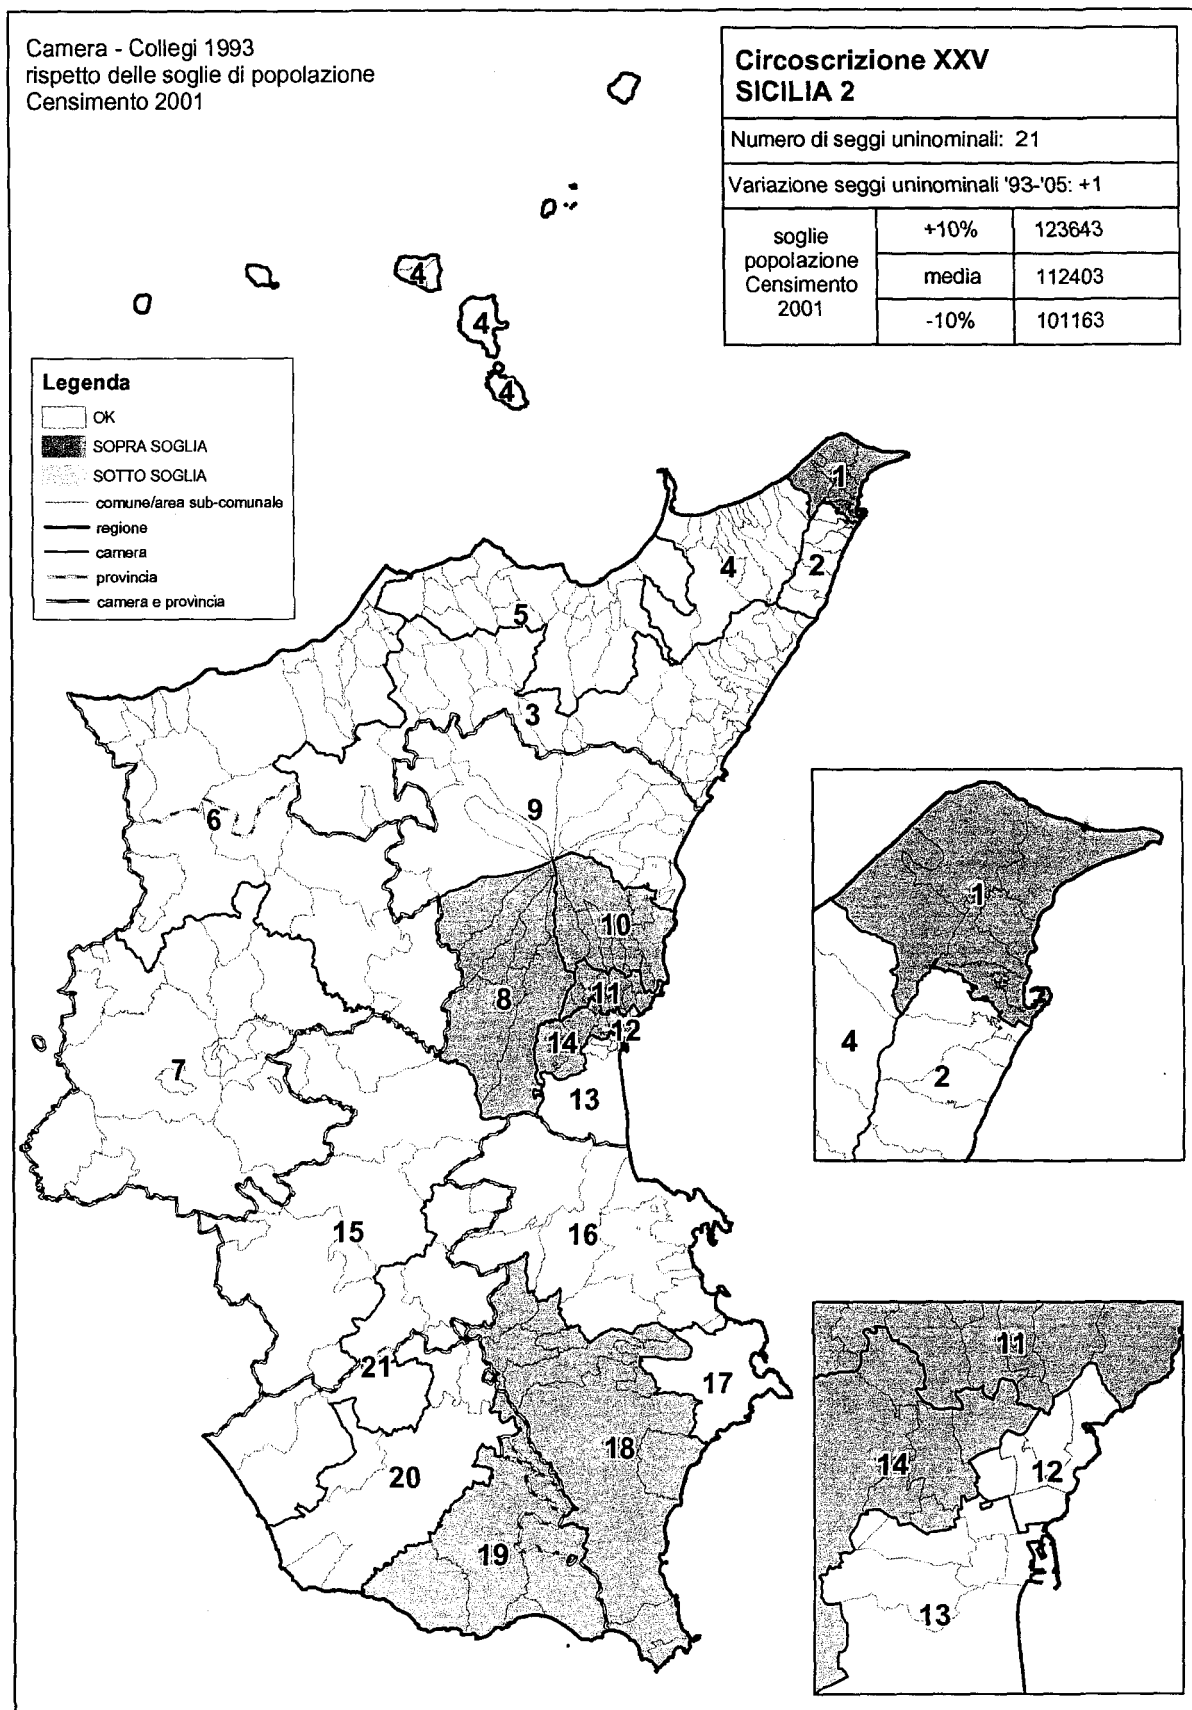 Camera - Collegi 1993
rispetto delle soglie di popolazione
Censimento 2001
Circoscrizione XXV
SICILIA 2
Numero di seggi uninominali: 21
Variazione seggi uninominali '93-'05: +1
soglie
popolazione
Censimento
2001
+10% 123643
media 112403
-10% 101163
Legenda
OK
SOPRA SOGLIA
SOTTO SOGLIA
comune/area sub-comunale
regione
camera
provincia
camera e provincia
4
4
4
1
4
2
5
3
9
6
10
8
11
12
14
7
13
15
16
21
17
18
20
19
1
4
2
11
14
12
13